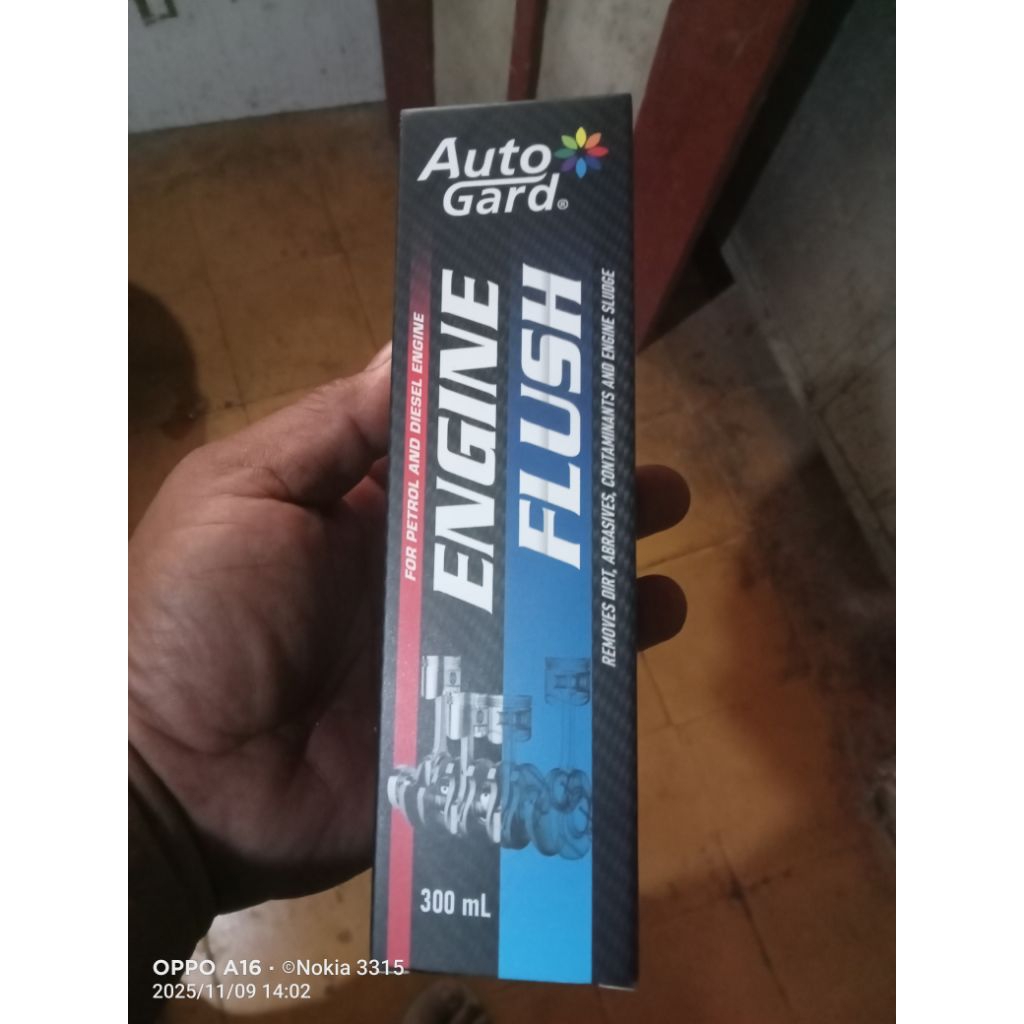 Auto
Gard®
FOR PETROL AND DIESEL ENGINE
ENGINE
FLUSH
REMOVES DIRT, ABRASIVES, CONTAMINANTS AND ENGINE SLUDGE
300 mL
OPPO A16 · ©Nokia 3315
2025/11/09 14:02